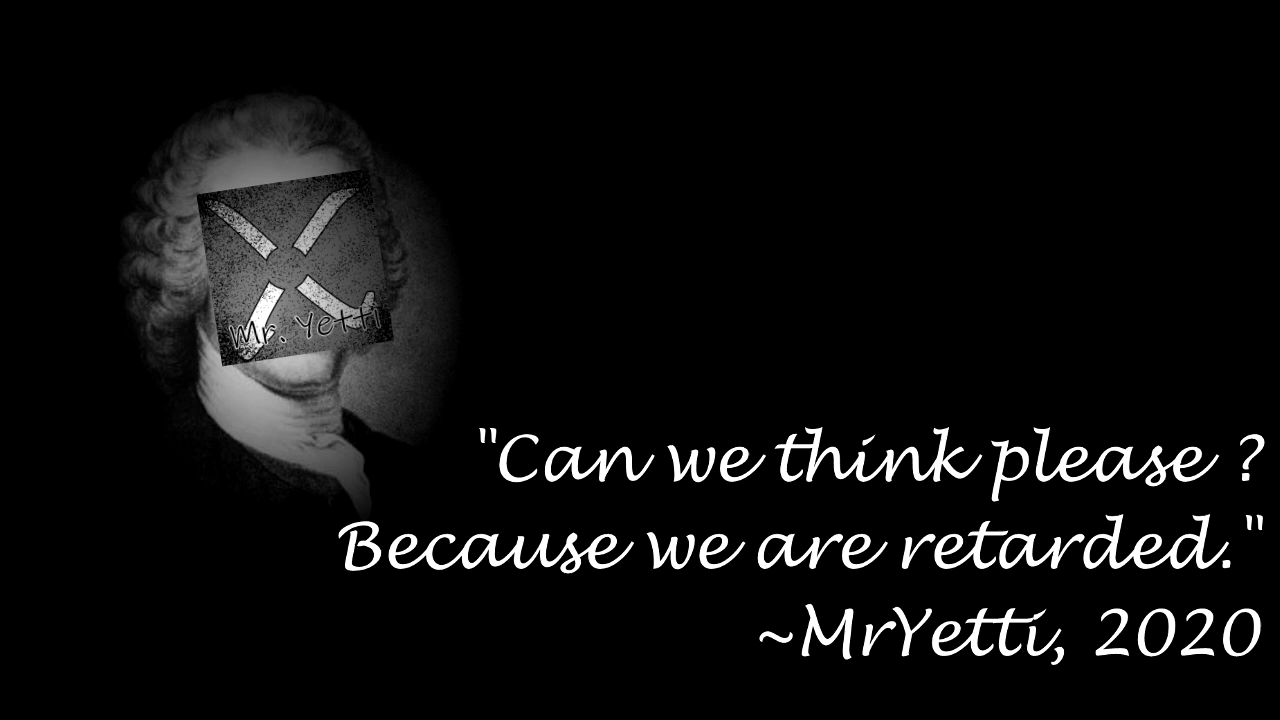 Mr. Yetti
"Can we think please ?
Because we are retarded."
~MrYetti, 2020